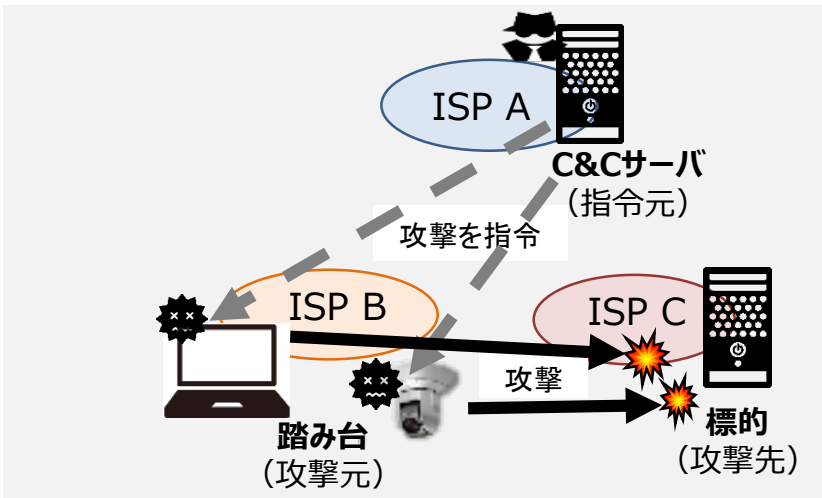 ISP A
C&Cサーバ
（指令元）
攻撃を指令
ISP B
ISP C
攻撃
踏み台
（攻撃元）
標的
（攻撃先）